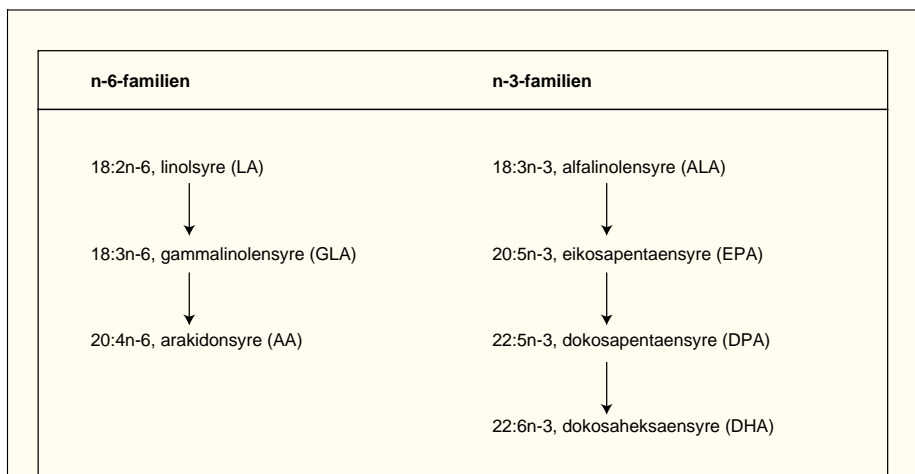 n-6-familien
n-3-familien
18:2n-6, linolsyre (LA)
18:3n-3, alfalinolensyre (ALA)
18:3n-6, gammalinolensyre (GLA)
20:5n-3, eikosapentaensyre (EPA)
20:4n-6, arakidonsyre (AA)
22:5n-3, dokosapentaensyre (DPA)
22:6n-3, dokosaheksaensyre (DHA)